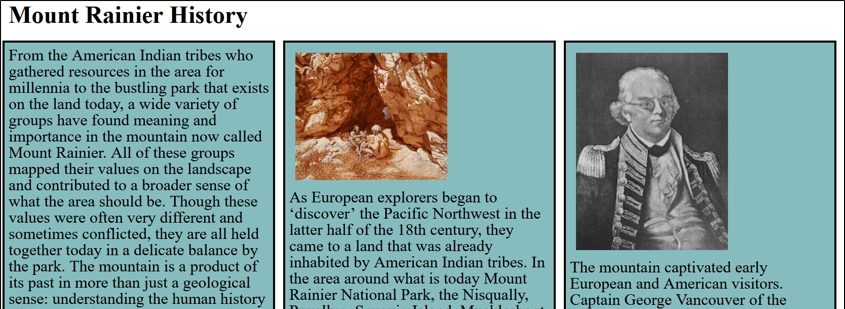 Mount Rainier History
From the American Indian tribes who
gathered resources in the area for
millennia to the bustling park that exists
on the land today, a wide variety of
groups have found meaning and
importance in the mountain now called
Mount Rainier. All of these groups
mapped their values on the landscape
and contributed to a broader sense of
what the area should be. Though these
values were often very different and
sometimes conflicted, they are all held
together today in a delicate balance by
the park. The mountain is a product of
its past in more than just a geological
sense: understanding the human history
As European explorers began to
‘discover’ the Pacific Northwest in the
latter half of the 18th century, they
came to a land that was already
inhabited by American Indian tribes. In
the area around what is today Mount
Rainier National Park, the Nisqually,
The mountain captivated early
European and American visitors.
Captain George Vancouver of the